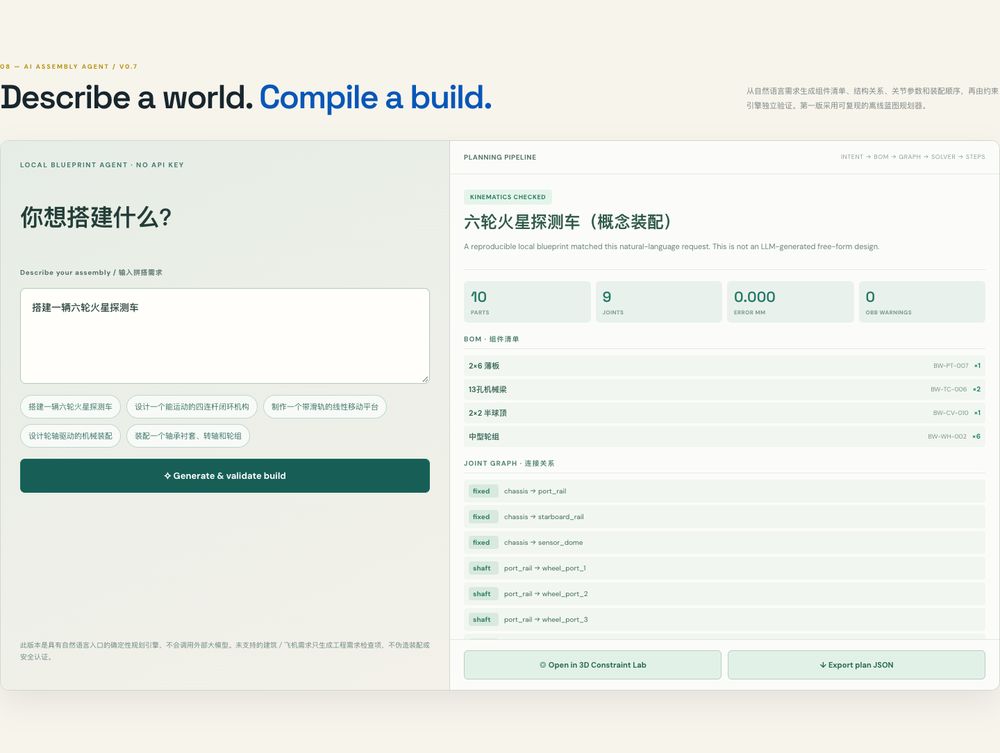 08 — AI ASSEMBLY AGENT / V0.7
Describe a world. Compile a build.
从自然语言需求生成组件清单、结构关系、关节参数和装配顺序，再由约束
引擎独立验证。第一版采用可复现的离线蓝图规划器。
LOCAL BLUEPRINT AGENT · NO API KEY
你想搭建什么?
Describe your assembly / 输入拼搭需求
搭建一辆六轮火星探测车
搭建一辆六轮火星探测车
设计一个能运动的四连杆闭环机构
制作一个带滑轨的线性移动平台
设计轮轴驱动的机械装配
装配一个轴承衬套、转轴和轮组
✧ Generate & validate build
此版本是具有自然语言入口的确定性规划引擎，不会调用外部大模型。未支持的建筑 / 飞机需求只生成工程需求检查项，不伪造装配或
安全认证。
PLANNING PIPELINE
INTENT → BOM → GRAPH → SOLVER → STEPS
KINEMATICS CHECKED
六轮火星探测车（概念装配）
A reproducible local blueprint matched this natural-language request. This is not an LLM-generated free-form design.
10
PARTS
9
JOINTS
0.000
ERROR MM
0
OBB WARNINGS
BOM · 组件清单
2×6 薄板 BW-PT-007 ×1
13孔机械梁 BW-TC-006 ×2
2×2 半球顶 BW-CV-010 ×1
中型轮组 BW-WH-002 ×6
JOINT GRAPH · 连接关系
fixed chassis → port_rail
fixed chassis → starboard_rail
fixed chassis → sensor_dome
shaft port_rail → wheel_port_1
shaft port_rail → wheel_port_2
shaft port_rail → wheel_port_3
◎ Open in 3D Constraint Lab
↓ Export plan JSON